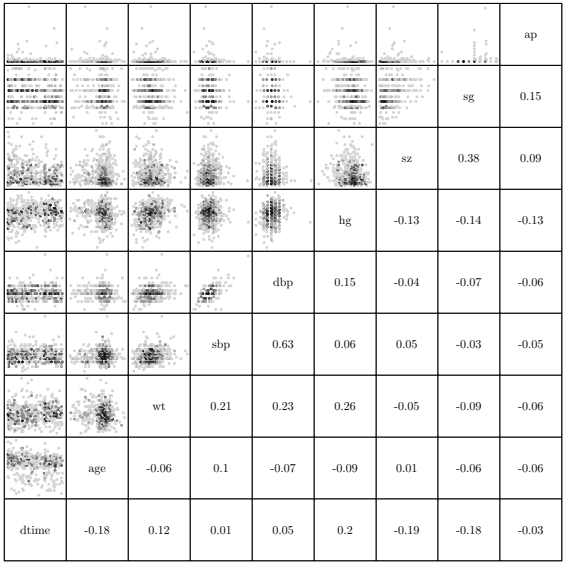 ap
sg 0.15
sz 0.38 0.09
hg -0.13 -0.14 -0.13
dbp 0.15 -0.04 -0.07 -0.06
sbp 0.63 0.06 0.05 -0.03 -0.05
wt 0.21 0.23 0.26 -0.05 -0.09 -0.06
age -0.06 0.1 -0.07 -0.09 0.01 -0.06 -0.06
dtime -0.18 0.12 0.01 0.05 0.2 -0.19 -0.18 -0.03